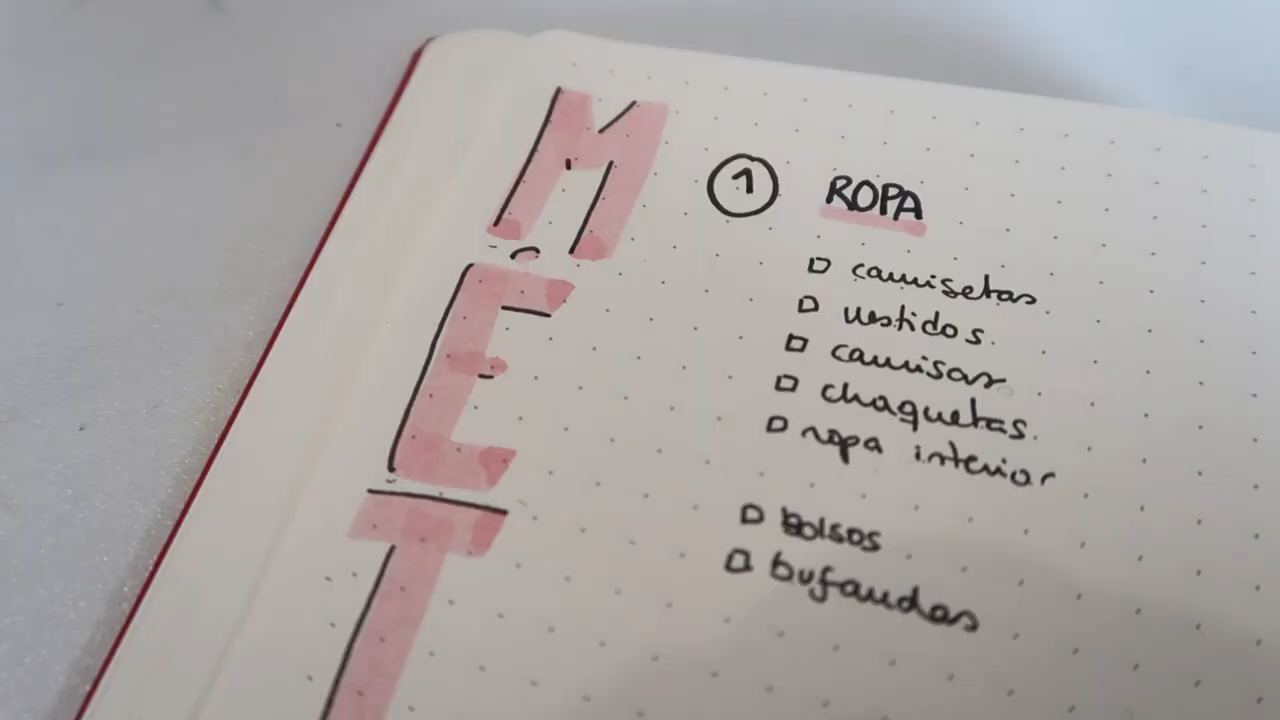 MÉT
1 ROPA
camisetas
vestidos.
camisas
chaquetas.
ropa interior
Bolsos
bufandas